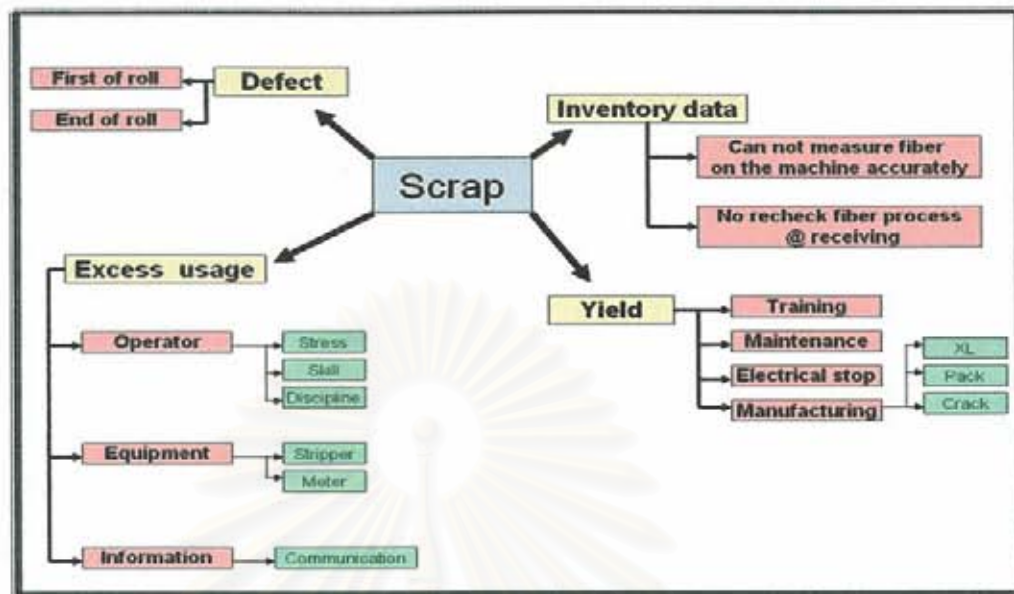 First of roll
End of roll
Defect
Inventory data
Can not measure fiber
on the machine accurately
No recheck fiber process
@ receiving
Scrap
Excess usage
Operator
Stress
Skill
Discipline
Equipment
Stripper
Meter
Information
Communication
Yield
Training
Maintenance
Electrical stop
Manufacturing
XL
Pack
Crack